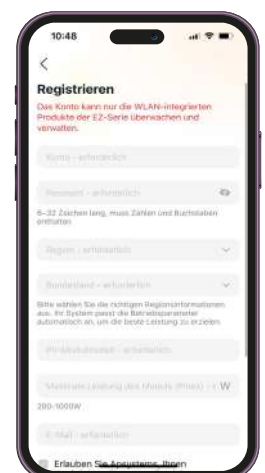 10:48
Registrieren
Das Konto kann nur die WLAN-integrierten
Produkte der EZ-Serie überwachen und
verwalten.
Konto - erforderlich
Passwort - erforderlich
6–32 Zeichen lang, muss Zahlen und Buchstaben
enthalten
Region - erforderlich
Bundesland - erforderlich
Bitte wählen Sie die richtigen Regionsinformationen
aus. Ihr System passt die Betriebsparameter
automatisch an, um die beste Leistung zu erzielen.
PV-Modulanzahl - erforderlich
Maximale Leistung des Moduls (Pmax) - e W
200-1000W
E-Mail - erforderlich
Erlauben Sie Apsystems, Ihnen